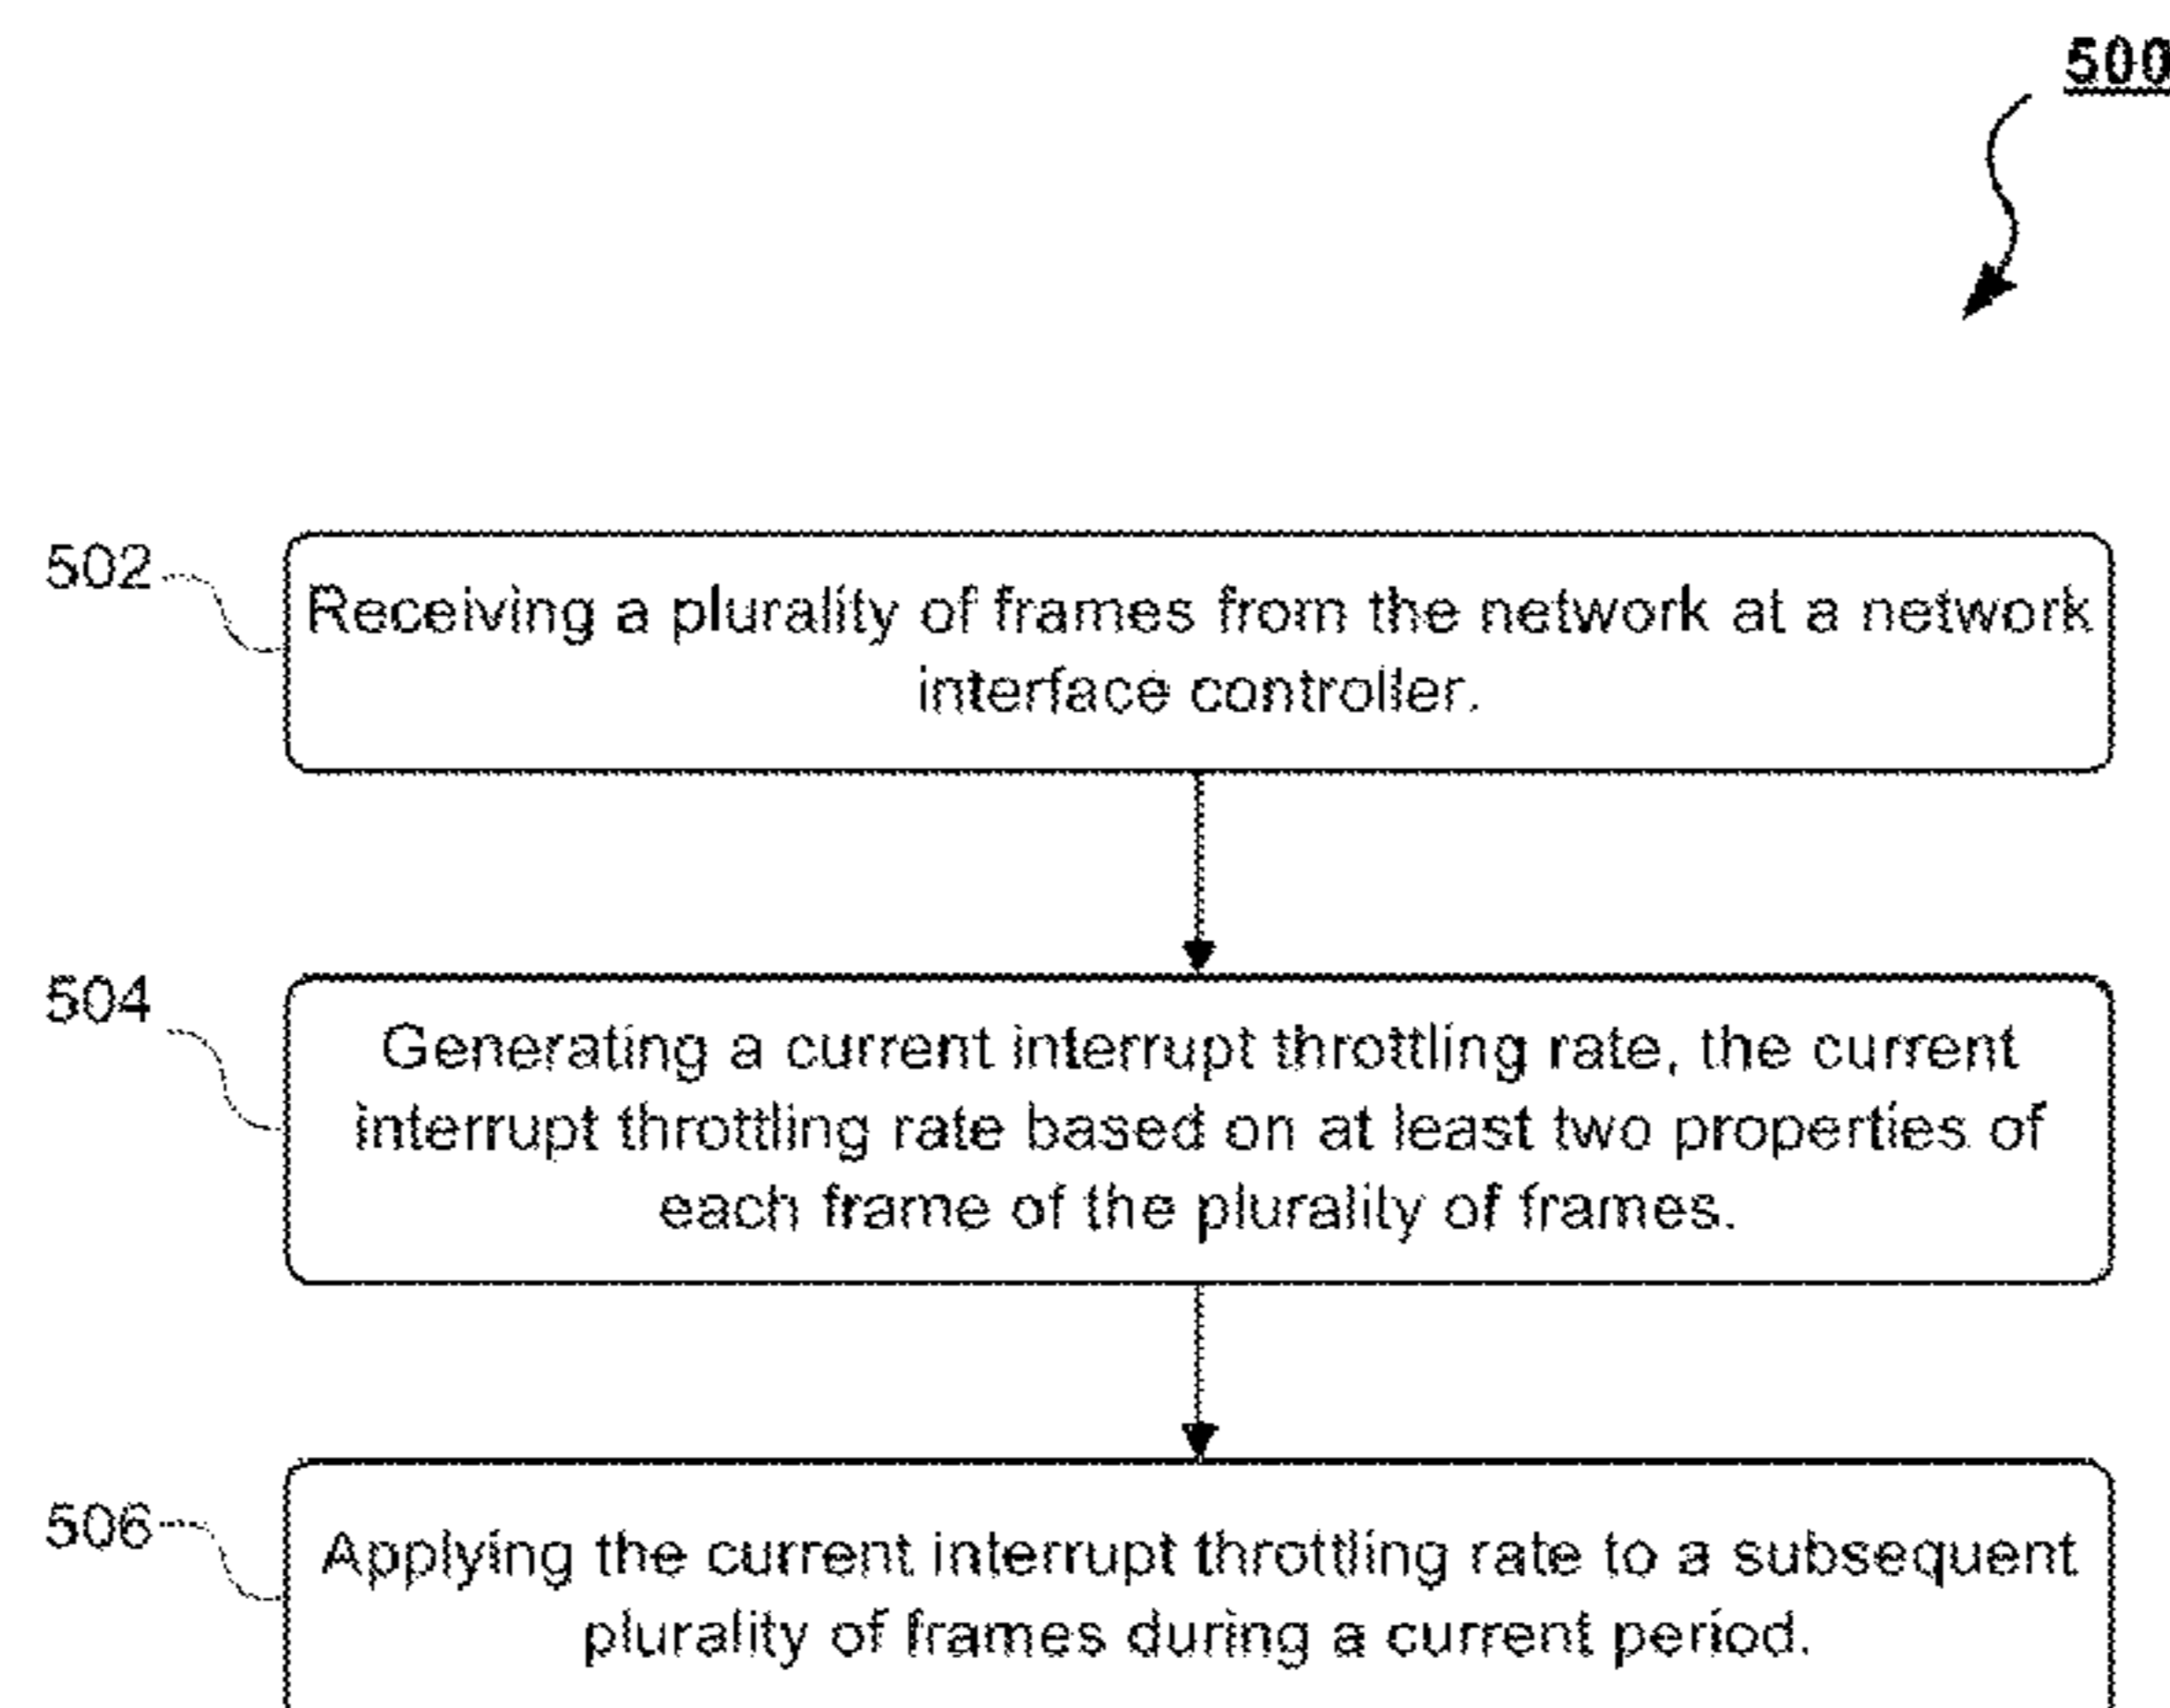 500
502
Receiving a plurality of frames from the network at a network
interface controller.
504
Generating a current interrupt throttling rate, the current
interrupt throttling rate based on at least two properties of
each frame of the plurality of frames.
506
Applying the current interrupt throttling rate to a subsequent
plurality of frames during a current period.